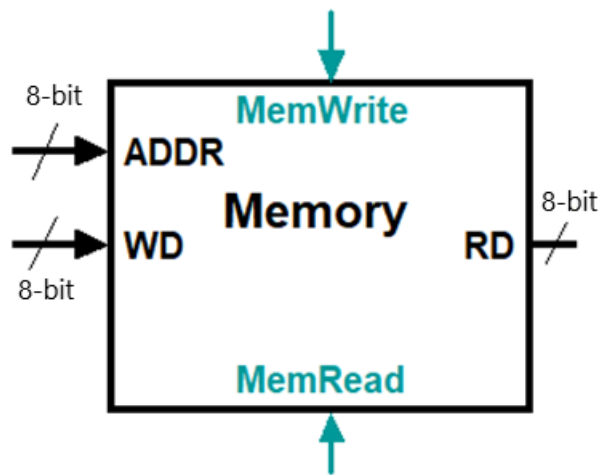 MemWrite
8-bit
ADDR
Memory
8-bit
WD
RD
8-bit
MemRead